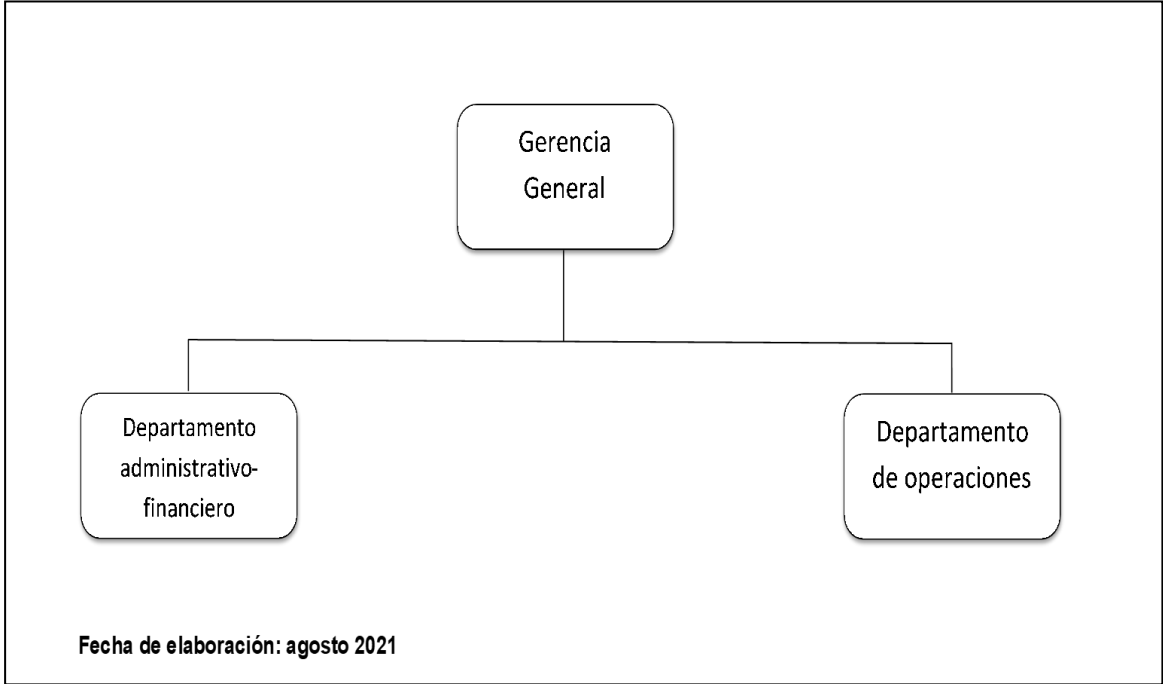 Gerencia
General
Departamento
administrativo-
financiero
Departamento
de operaciones
Fecha de elaboración: agosto 2021